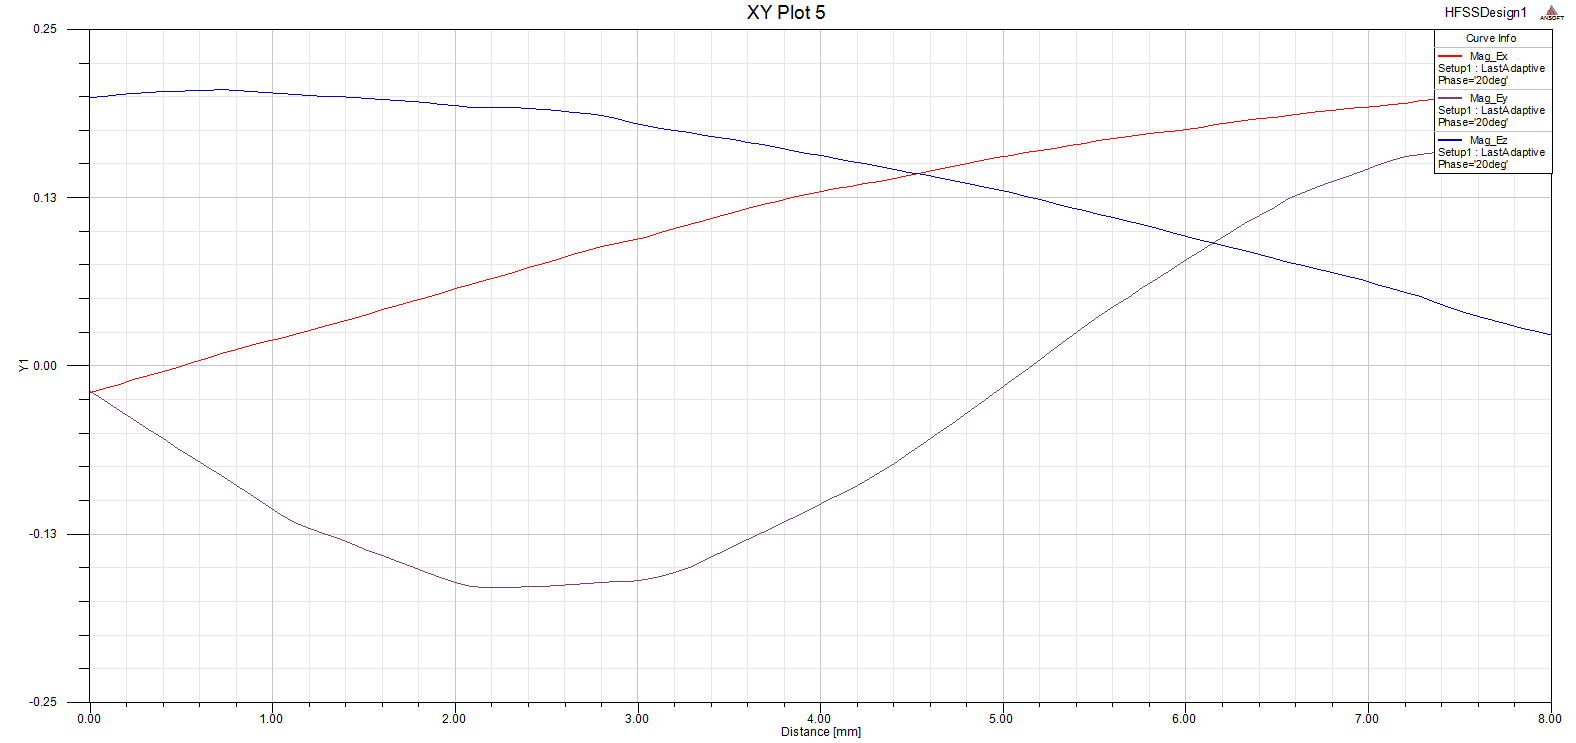 XY Plot 5
HFSSDesign1
ANSOFT
Curve Info
Mag_Ex
Setup1 : LastAdaptive
Phase='20deg'
Mag_Ey
Setup1 : LastAdaptive
Phase='20deg'
Mag_Ez
Setup1 : LastAdaptive
Phase='20deg'
0.25
0.13
0.00
-0.13
-0.25
Y1
0.00 1.00 2.00 3.00 4.00 5.00 6.00 7.00 8.00
Distance [mm]